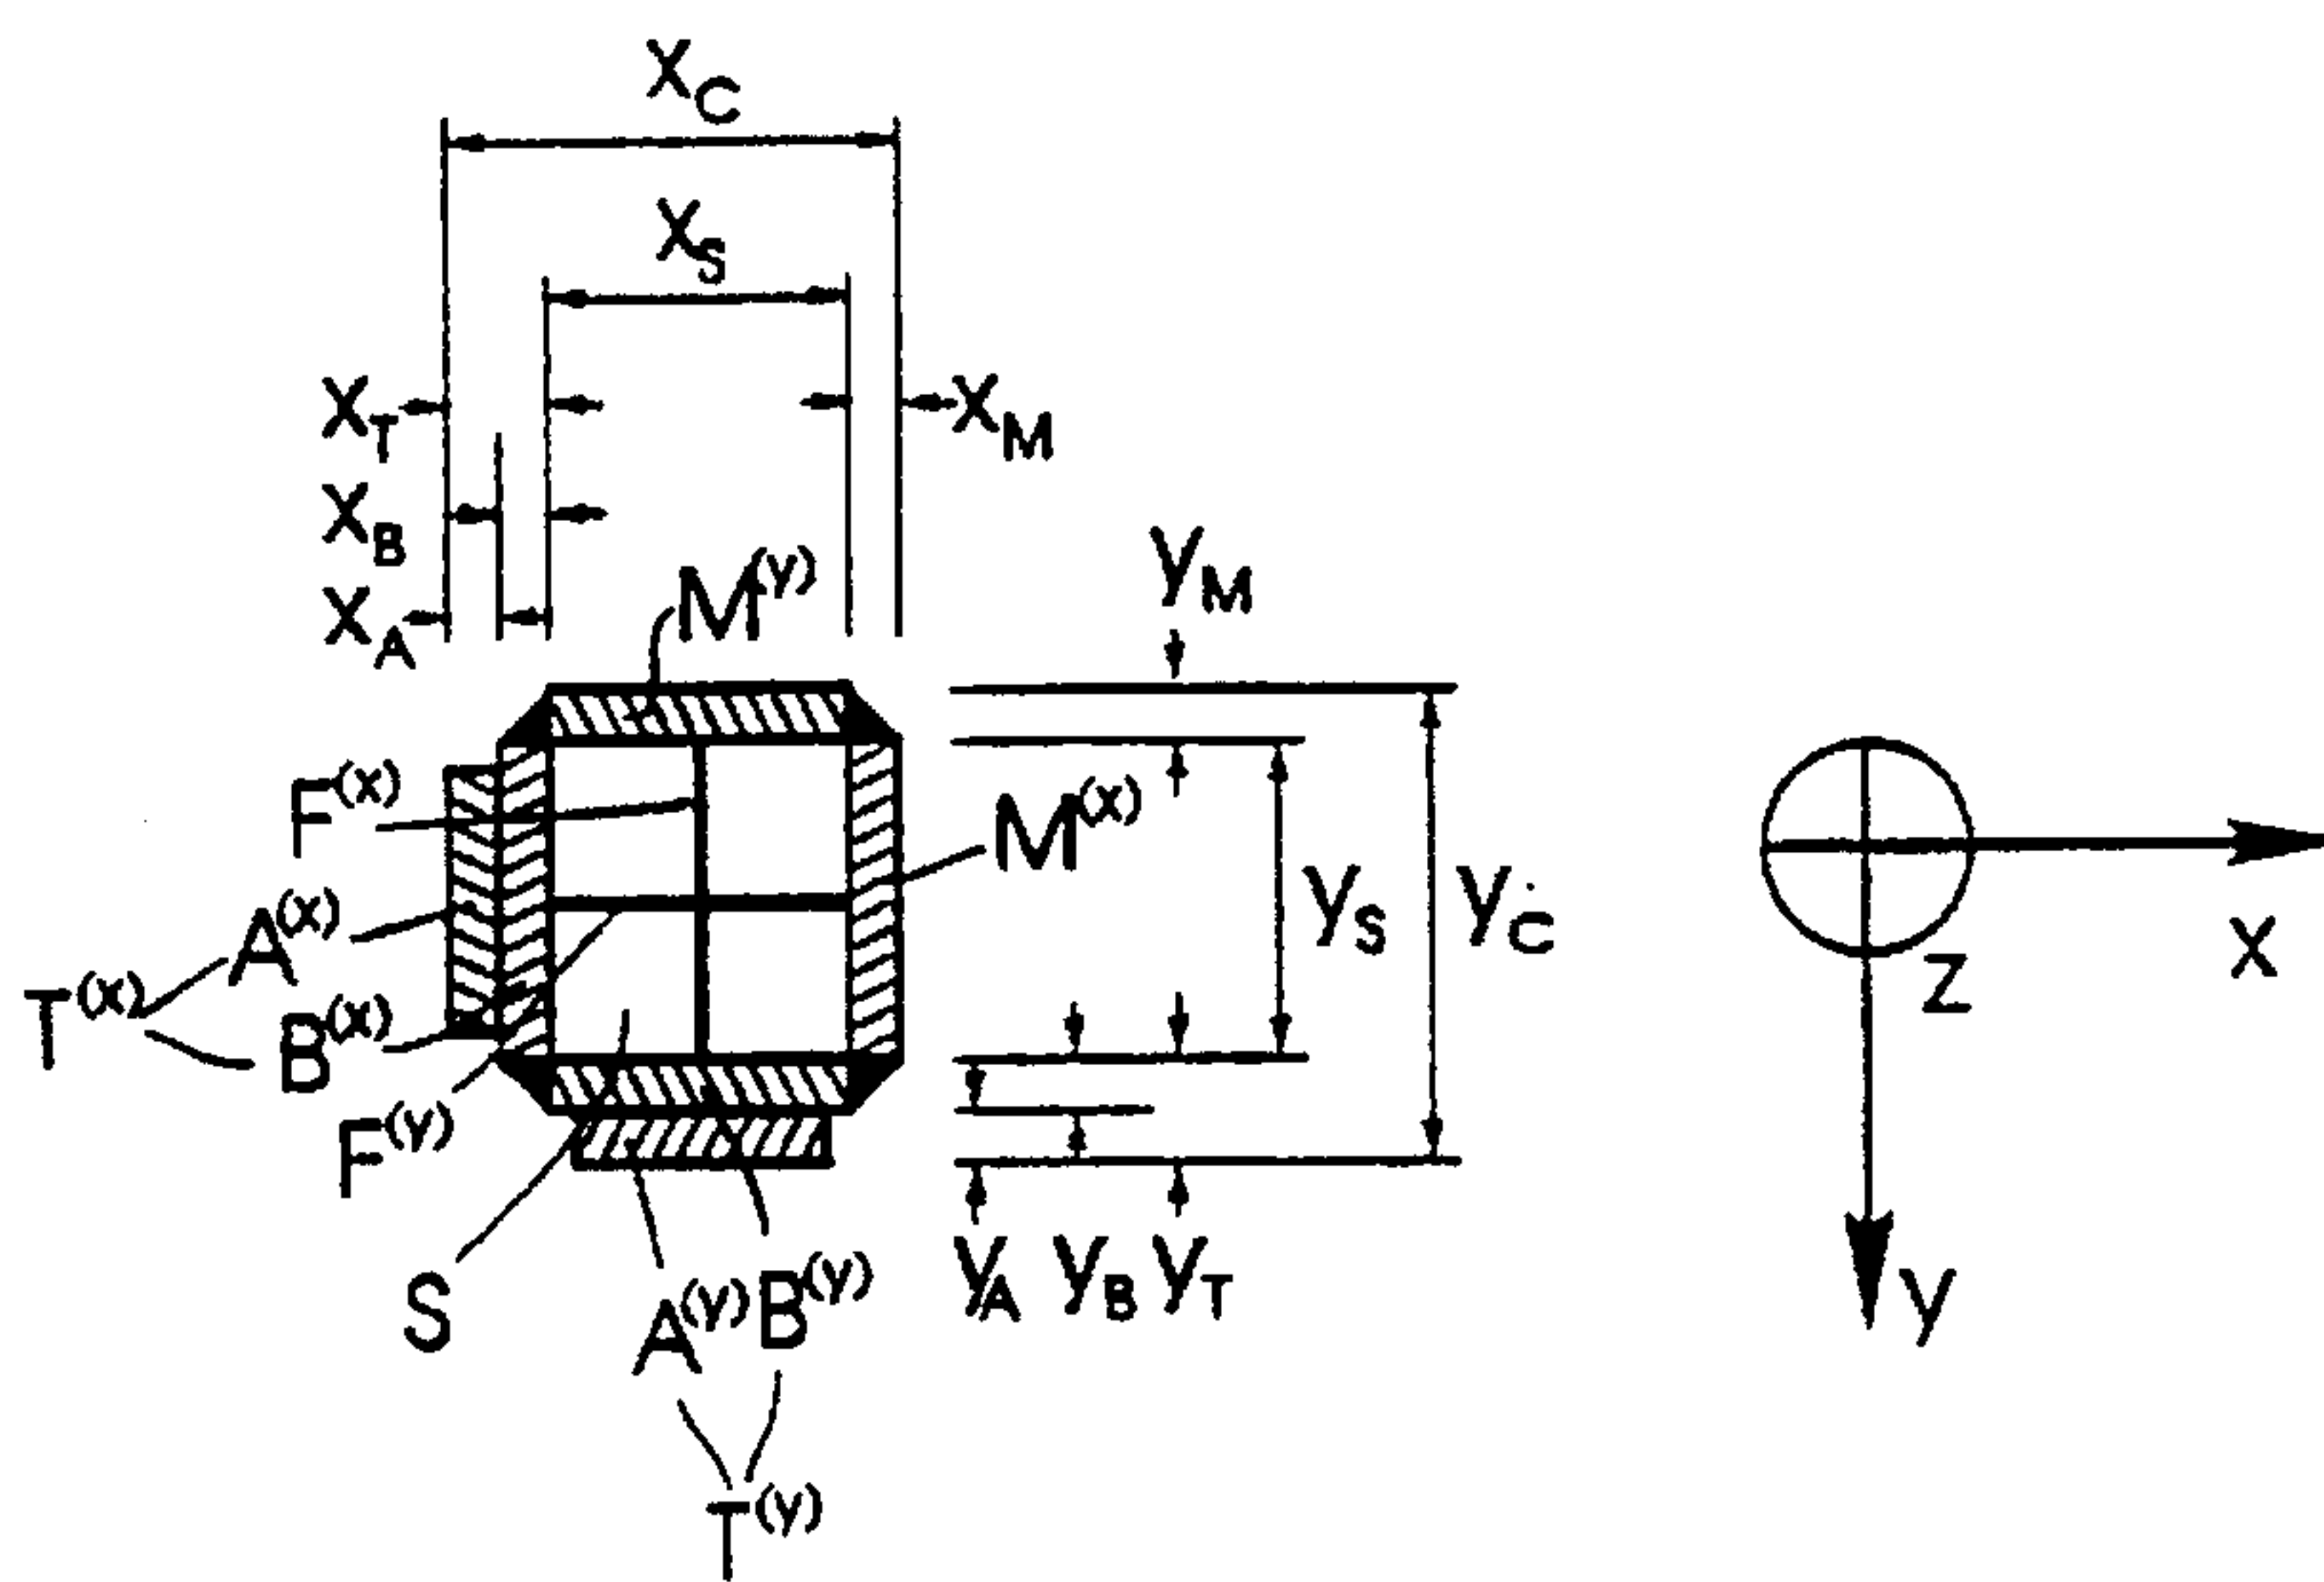 X_C
X_S
X_T X_M
X_B
M^(Y) Y_M
X_A
F^(X)
M^(X)
A^(X) Y_S Y_C X
T^(X) Z
B^(X)
F^(Y)
S A^(Y) B^(Y) Y_A Y_B Y_T Y
T^(Y)